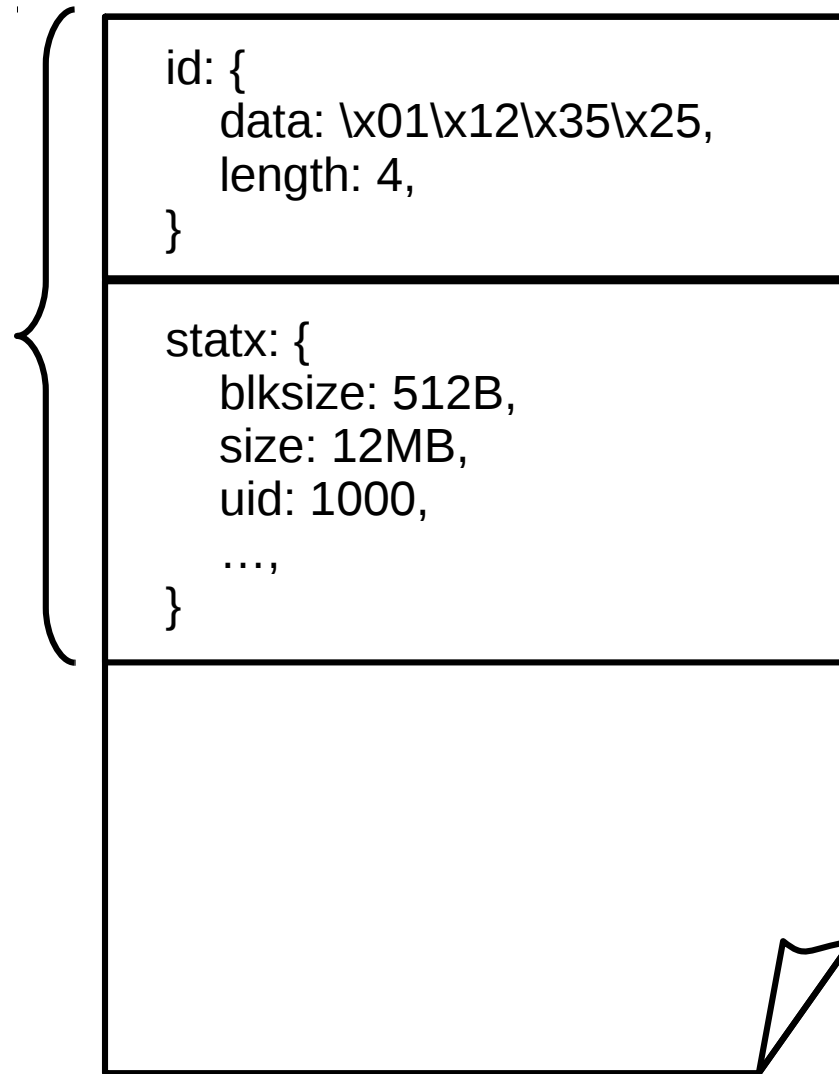 id: {
data: \x01\x12\x35\x25,
length: 4,
}
statx: {
blksize: 512B,
size: 12MB,
uid: 1000,
…,
}